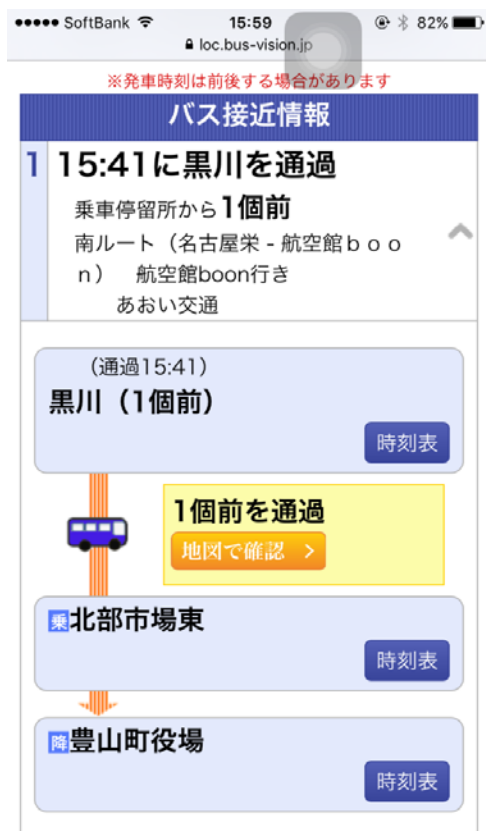 SoftBank 15:59 82%
loc.bus-vision.jp
※発車時刻は前後する場合があります
バス接近情報
1 15:41に黒川を通過
乗車停留所から1個前
南ルート（名古屋栄 - 航空館ｂｏｏ
ｎ）　航空館boon行き
あおい交通
（通過15:41）
黒川（1個前）
時刻表
1個前を通過
地図で確認 >
乗 北部市場東
時刻表
降 豊山町役場
時刻表